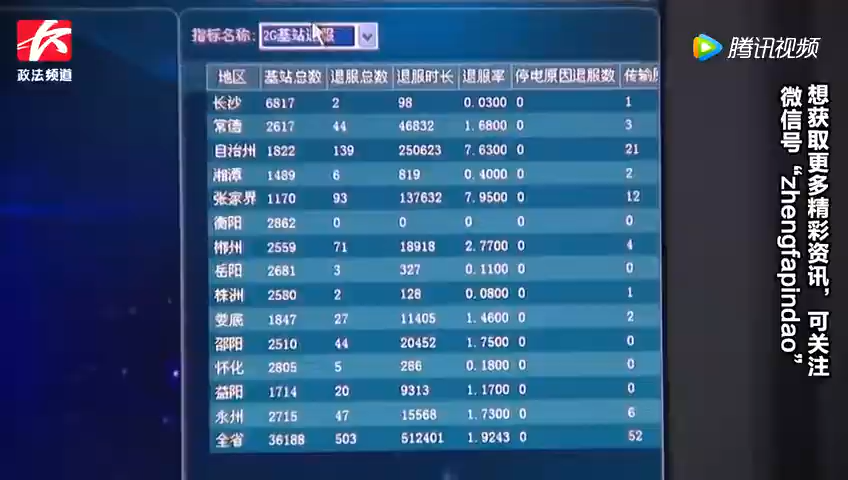 政法频道
指标名称: 2G基站退服
腾讯视频
地区 基站总数 退服总数 退服时长 退服率 停电原因退服数 传输
长沙 6817 2 98 0.0300 0 1
常德 2617 44 46832 1.6800 0 3
自治州 1822 139 250623 7.6300 0 21
湘潭 1489 6 819 0.4000 0 2
张家界 1170 93 137632 7.9500 0 12
衡阳 2862 0 0 0 0 0
郴州 2559 71 18918 2.7700 0 4
岳阳 2681 3 327 0.1100 0 0
株洲 2580 2 128 0.0800 0 1
娄底 1847 27 11405 1.4600 0 2
邵阳 2510 44 20452 1.7500 0 0
怀化 2805 5 286 0.1800 0 0
益阳 1714 20 9313 1.1700 0 0
永州 2715 47 15568 1.7300 0 6
全省 36188 503 512401 1.9243 0 52
想获取更多精彩资讯，可关注
微信号“zhengfapindao”